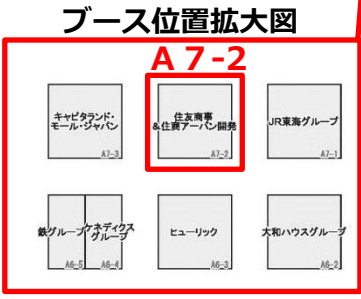 ブース位置拡大図
A7-2
キャピタランド・
モール・ジャパン
A7-3
住友商事
&住商アーバン開発
A7-2
JR東海グループ
A7-1
鉄グループ
A6-5
ケネディクス
グループ
A6-4
ヒューリック
A6-3
大和ハウスグループ
A6-2